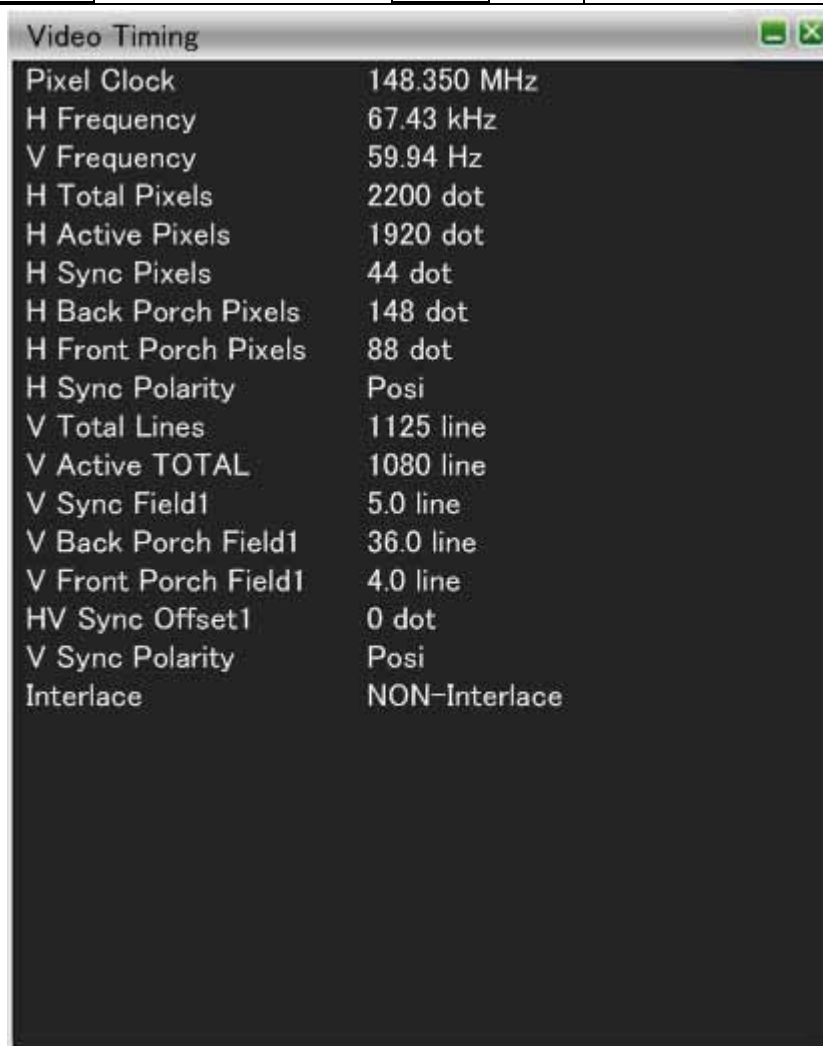 Video Timing
Pixel Clock 148.350 MHz
H Frequency 67.43 kHz
V Frequency 59.94 Hz
H Total Pixels 2200 dot
H Active Pixels 1920 dot
H Sync Pixels 44 dot
H Back Porch Pixels 148 dot
H Front Porch Pixels 88 dot
H Sync Polarity Posi
V Total Lines 1125 line
V Active TOTAL 1080 line
V Sync Field1 5.0 line
V Back Porch Field1 36.0 line
V Front Porch Field1 4.0 line
HV Sync Offset1 0 dot
V Sync Polarity Posi
Interlace NON-Interlace